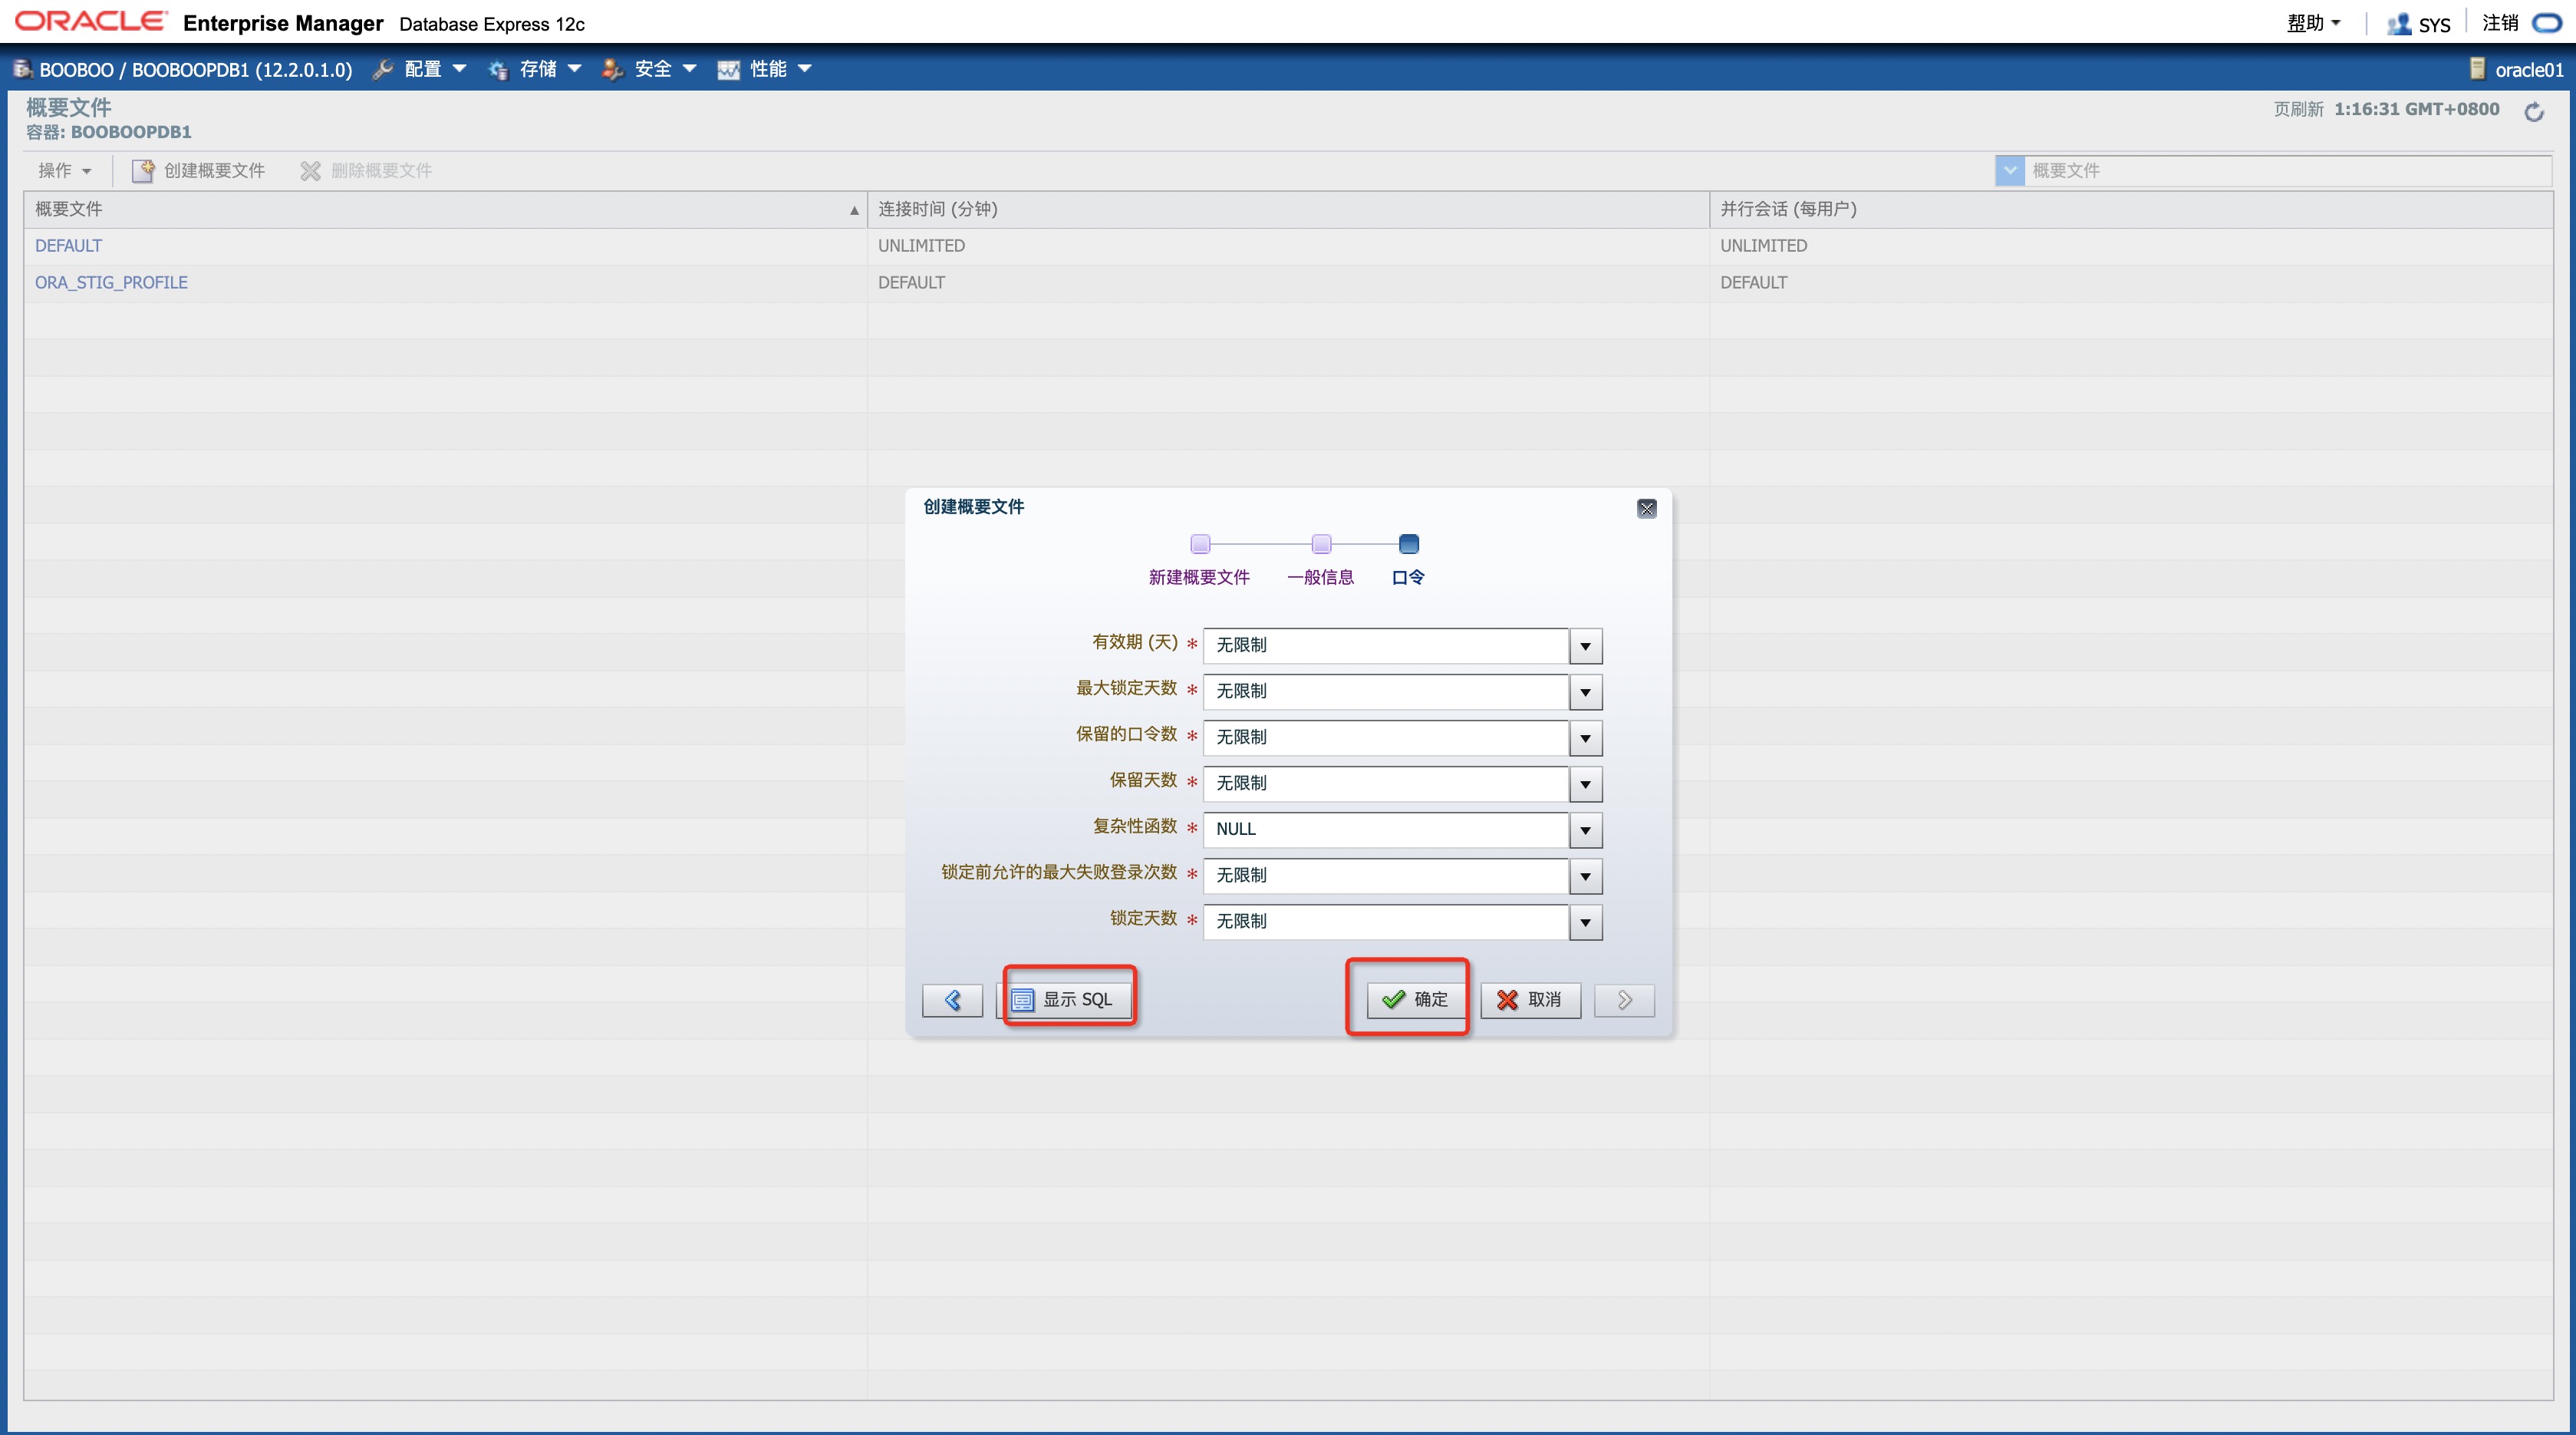 ORACLE Enterprise Manager Database Express 12c 帮助 SYS 注销
BOOBOO / BOOBOOPDB1 (12.2.0.1.0) 配置 存储 安全 性能 oracle01
概要文件 页刷新 1:16:31 GMT+0800
容器: BOOBOOPDB1
操作 创建概要文件 删除概要文件 概要文件
概要文件 连接时间 (分钟) 并行会话 (每用户)
DEFAULT UNLIMITED UNLIMITED
ORA_STIG_PROFILE DEFAULT DEFAULT
创建概要文件
新建概要文件 一般信息 口令
有效期 (天) * 无限制
最大锁定天数 * 无限制
保留的口令数 * 无限制
保留天数 * 无限制
复杂性函数 * NULL
锁定前允许的最大失败登录次数 * 无限制
锁定天数 * 无限制
显示 SQL 确定 取消